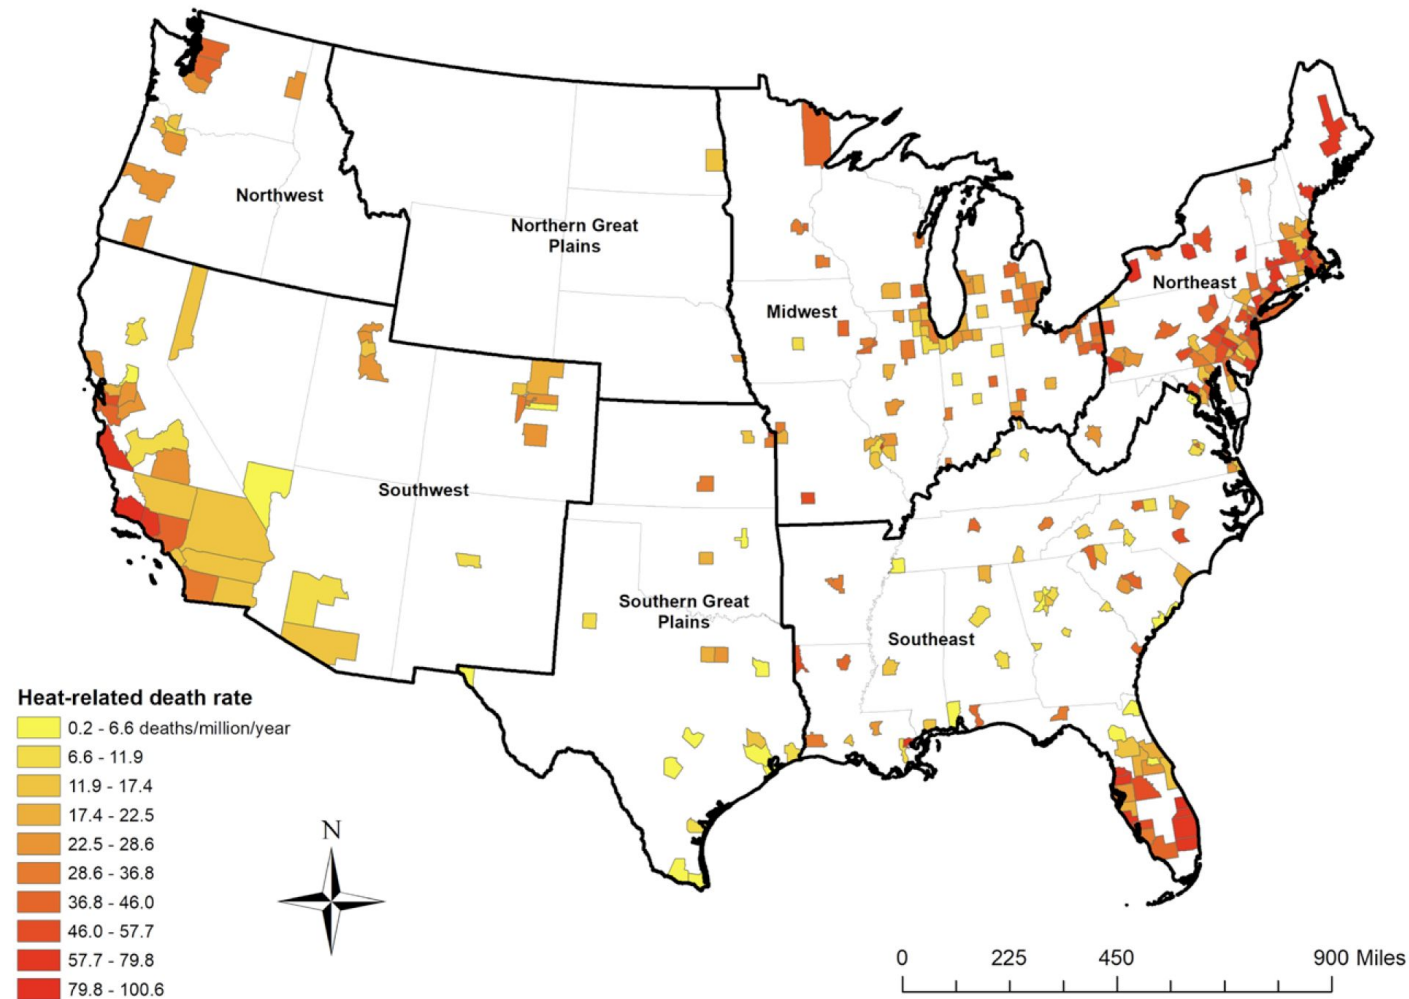 Northwest
Northern Great
Plains
Midwest
Northeast
Southwest
Southern Great
Plains
Southeast
Heat-related death rate
0.2 - 6.6 deaths/million/year
6.6 - 11.9
11.9 - 17.4
17.4 - 22.5
22.5 - 28.6
28.6 - 36.8
36.8 - 46.0
46.0 - 57.7
57.7 - 79.8
79.8 - 100.6
N
0 225 450 900 Miles